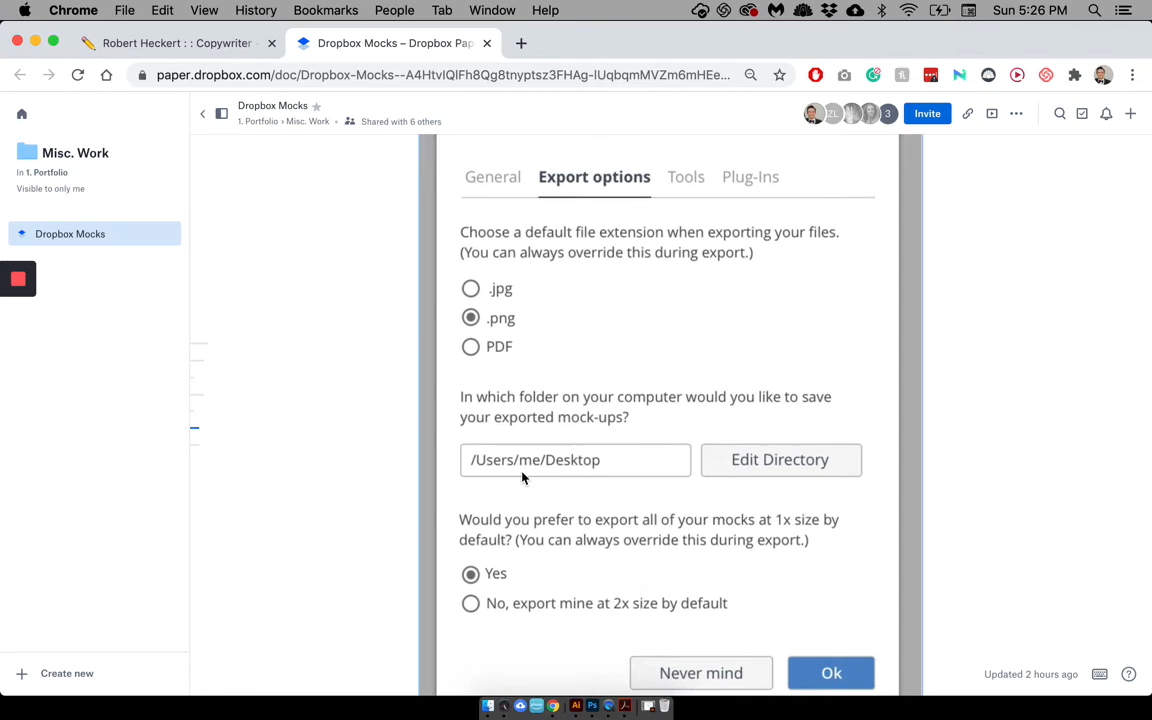 Chrome File Edit View History Bookmarks People Tab Window Help Sun 5:26 PM
Robert Heckert : : Copywriter Dropbox Mocks – Dropbox Pap
paper.dropbox.com/doc/Dropbox-Mocks--A4HtvIQlFh8Qg8tnyptsz3FHAg-lUqbqmMVZm6mHEe...
Dropbox Mocks
1. Portfolio › Misc. Work Shared with 6 others
ZL 3 Invite
Misc. Work
In 1. Portfolio
Visible to only me
Dropbox Mocks
General Export options Tools Plug-Ins
Choose a default file extension when exporting your files.
(You can always override this during export.)
.jpg
.png
PDF
In which folder on your computer would you like to save
your exported mock-ups?
/Users/me/Desktop Edit Directory
Would you prefer to export all of your mocks at 1x size by
default? (You can always override this during export.)
Yes
No, export mine at 2x size by default
Never mind Ok
Create new
Updated 2 hours ago
Ai Ps